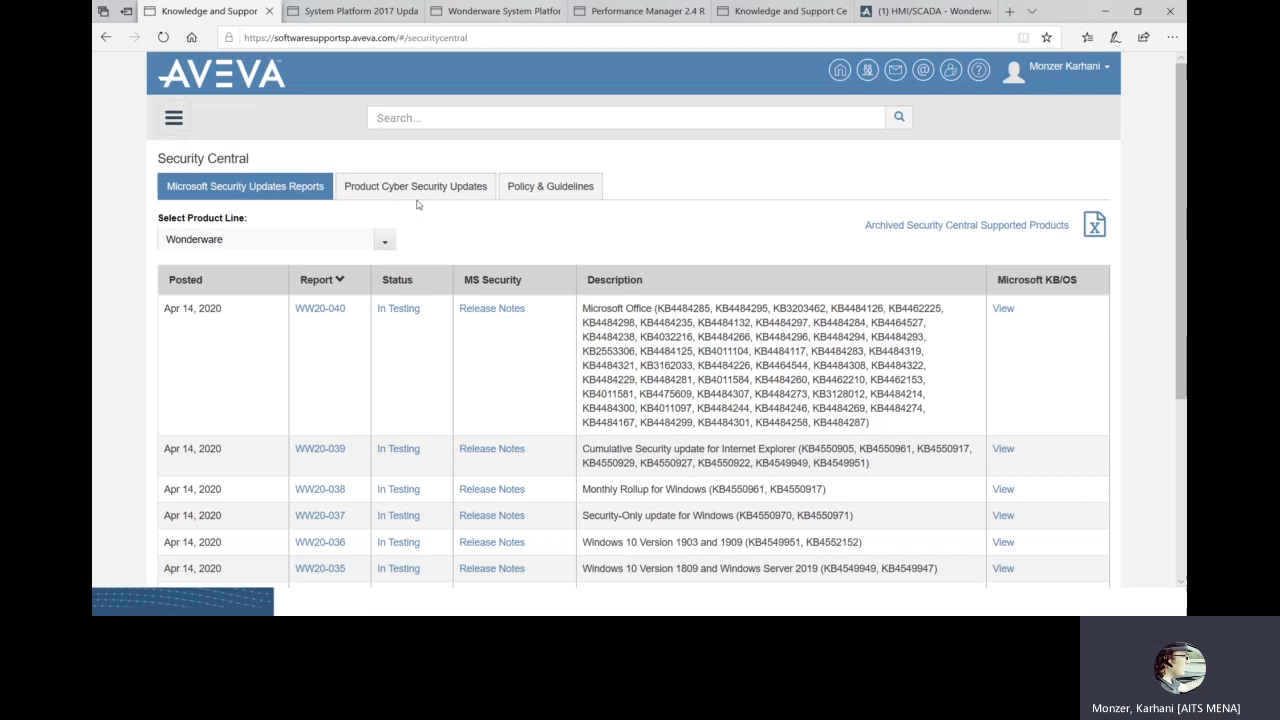 Knowledge and Suppor
System Platform 2017 Upda
Wonderware System Platfor
Performance Manager 2.4 R
Knowledge and Support Ce
(1) HMI/SCADA - Wonderwa
https://softwaresupportsp.aveva.com/#/securitycentral
AVEVA
Monzer Karhani
Search...
Security Central
Microsoft Security Updates Reports
Product Cyber Security Updates
Policy & Guidelines
Select Product Line:
Wonderware
Archived Security Central Supported Products
Posted Report Status MS Security Description Microsoft KB/OS
Apr 14, 2020 WW20-040 In Testing Release Notes Microsoft Office (KB4484285, KB4484295, KB3203462, KB4484126, KB4462225, View
KB4484298, KB4484235, KB4484132, KB4484297, KB4484284, KB4464527,
KB4484238, KB4032216, KB4484266, KB4484296, KB4484294, KB4484293,
KB2553306, KB4484125, KB4011104, KB4484117, KB4484283, KB4484319,
KB4484321, KB3162033, KB4484226, KB4464544, KB4484308, KB4484322,
KB4484229, KB4484281, KB4011584, KB4484260, KB4462210, KB4462153,
KB4011581, KB4475609, KB4484307, KB4484273, KB3128012, KB4484214,
KB4484300, KB4011097, KB4484244, KB4484246, KB4484269, KB4484274,
KB4484167, KB4484299, KB4484301, KB4484258, KB4484287)
Apr 14, 2020 WW20-039 In Testing Release Notes Cumulative Security update for Internet Explorer (KB4550905, KB4550961, KB4550917, View
KB4550929, KB4550927, KB4550922, KB4549949, KB4549951)
Apr 14, 2020 WW20-038 In Testing Release Notes Monthly Rollup for Windows (KB4550961, KB4550917) View
Apr 14, 2020 WW20-037 In Testing Release Notes Security-Only update for Windows (KB4550970, KB4550971) View
Apr 14, 2020 WW20-036 In Testing Release Notes Windows 10 Version 1903 and 1909 (KB4549951, KB4552152) View
Apr 14, 2020 WW20-035 In Testing Release Notes Windows 10 Version 1809 and Windows Server 2019 (KB4549949, KB4549947) View
Monzer, Karhani [AITS MENA]